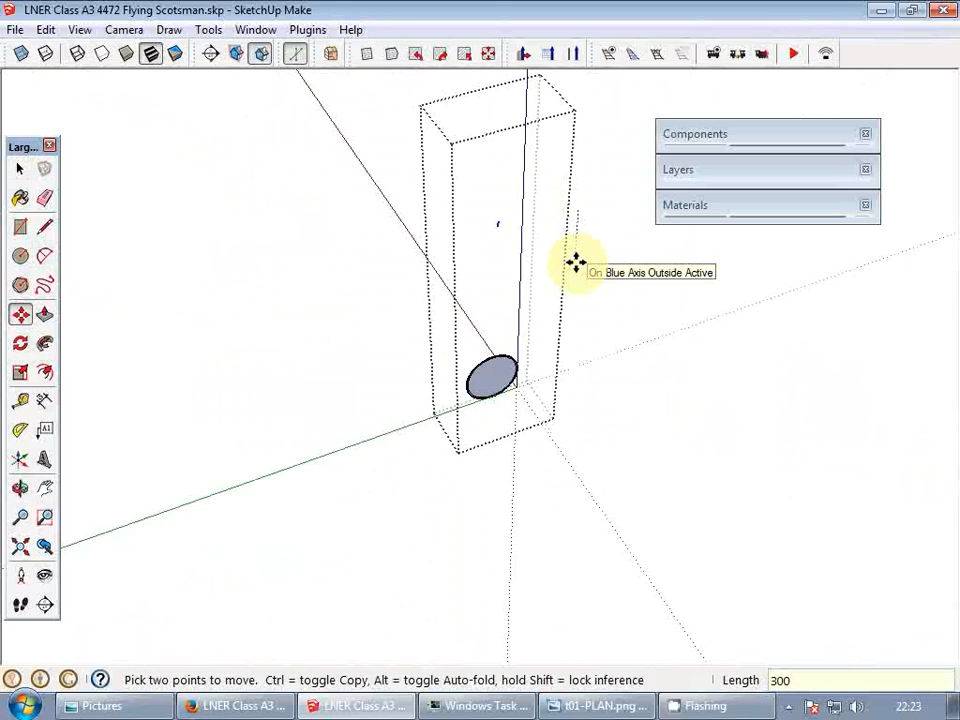 LNER Class A3 4472 Flying Scotsman.skp - SketchUp Make
File Edit View Camera Draw Tools Window Plugins Help
Larg...
Components
Layers
Materials
On Blue Axis Outside Active
A1
Pick two points to move. Ctrl = toggle Copy, Alt = toggle Auto-fold, hold Shift = lock inference
Length 300
Pictures
LNER Class A3 ...
LNER Class A3 ...
Windows Task ...
t01-PLAN.png ...
Flashing
22:23